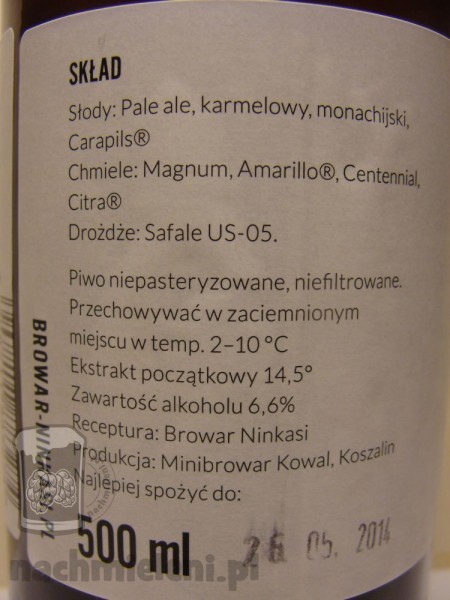 SKŁAD
Słody: Pale ale, karmelowy, monachijski,
Carapils®
Chmiele: Magnum, Amarillo®, Centennial,
Citra®
Drożdże: Safale US-05.
Piwo niepasteryzowane, niefiltrowane.
Przechowywać w zaciemnionym
miejscu w temp. 2–10 °C
Ekstrakt początkowy 14,5°
Zawartość alkoholu 6,6%
Receptura: Browar Ninkasi
Produkcja: Minibrowar Kowal, Koszalin
Najlepiej spożyć do:
500 ml
26 05. 2014
BROWAR-NINKASI.PL
nachmieleni.pl